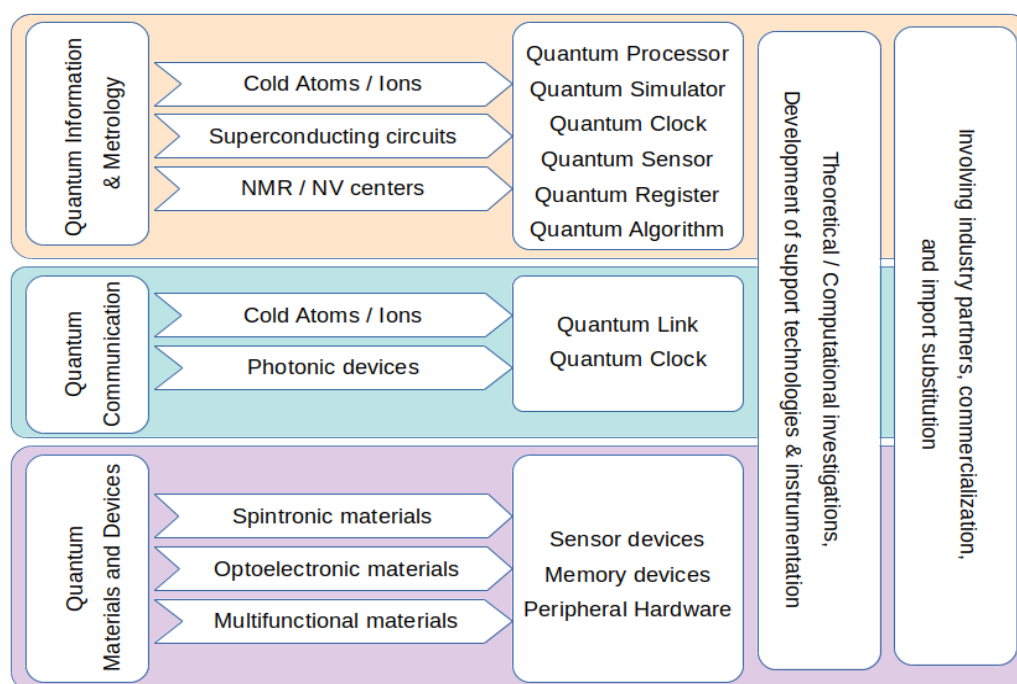 Quantum Information
& Metrology
Cold Atoms / Ions
Superconducting circuits
NMR / NV centers
Quantum Processor
Quantum Simulator
Quantum Clock
Quantum Sensor
Quantum Register
Quantum Algorithm
Quantum
Communication
Cold Atoms / Ions
Photonic devices
Quantum Link
Quantum Clock
Quantum
Materials and Devices
Spintronic materials
Optoelectronic materials
Multifunctional materials
Sensor devices
Memory devices
Peripheral Hardware
Theoretical / Computational investigations,
Development of support technologies & instrumentation
Involving industry partners, commercialization,
and import substitution